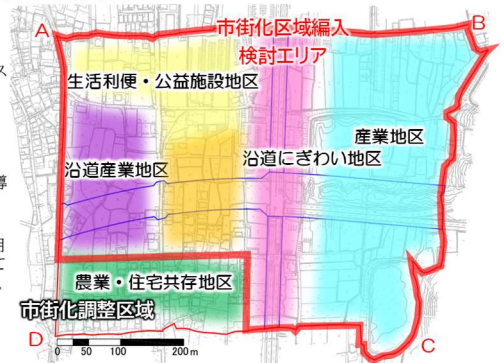 A
B
市街化区域編入
検討エリア
ス
生活利便・公益施設地区
産業地区
沿道産業地区
沿道にぎわい地区
導
農業・住宅共存地区
市街化調整区域
D
0 50 100 200 m
C